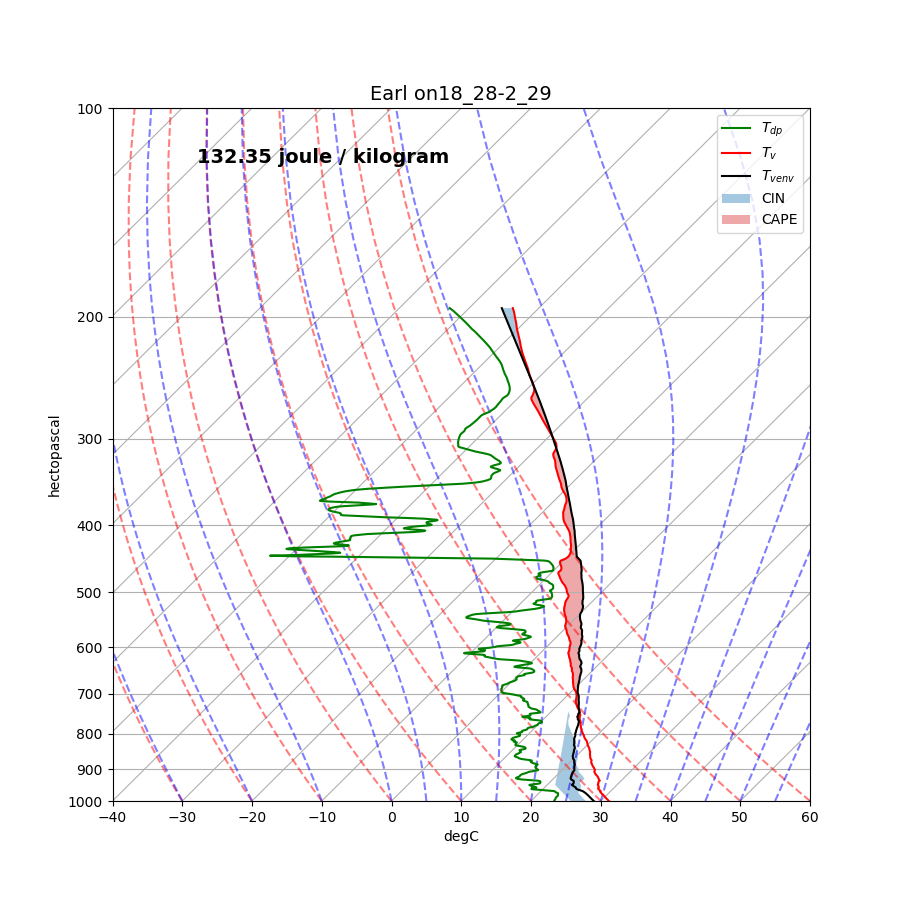 Earl on18_28-2_29
132.35 joule / kilogram
T_dp
T_v
T_venv
CIN
CAPE
hectopascal
100
200
300
400
500
600
700
800
900
1000
−40 −30 −20 −10 0 10 20 30 40 50 60
degC